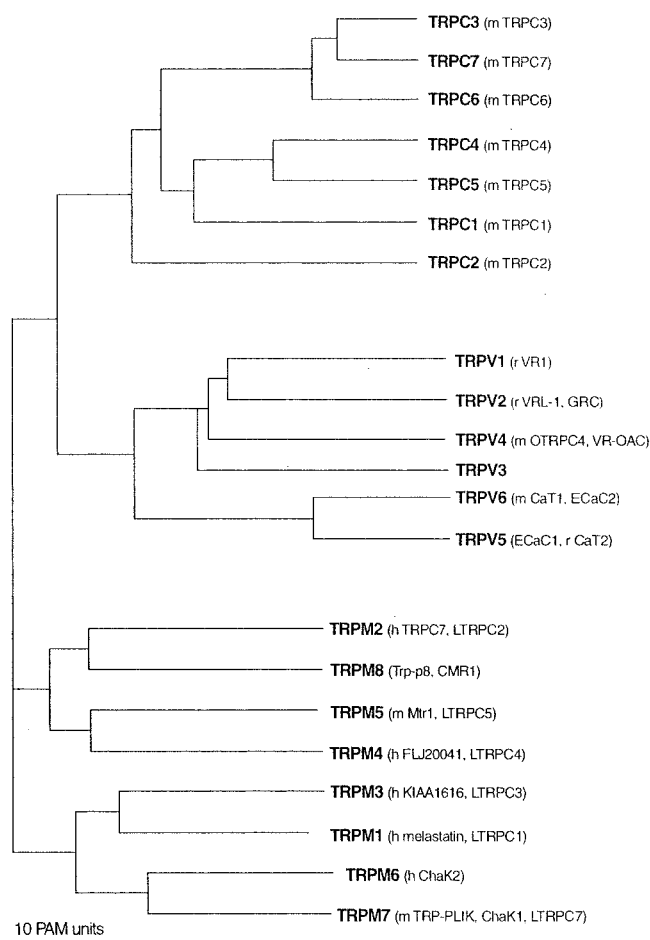 TRPC3 (m TRPC3)
TRPC7 (m TRPC7)
TRPC6 (m TRPC6)
TRPC4 (m TRPC4)
TRPC5 (m TRPC5)
TRPC1 (m TRPC1)
TRPC2 (m TRPC2)
TRPV1 (r VR1)
TRPV2 (r VRL-1, GRC)
TRPV4 (m OTRPC4, VR-OAC)
TRPV3
TRPV6 (m CaT1, ECaC2)
TRPV5 (ECaC1, r CaT2)
TRPM2 (h TRPC7, LTRPC2)
TRPM8 (Trp-p8, CMR1)
TRPM5 (m Mtr1, LTRPC5)
TRPM4 (h FLJ20041, LTRPC4)
TRPM3 (h KIAA1616, LTRPC3)
TRPM1 (h melastatin, LTRPC1)
TRPM6 (h ChaK2)
TRPM7 (m TRP-PLIK, ChaK1, LTRPC7)
10 PAM units